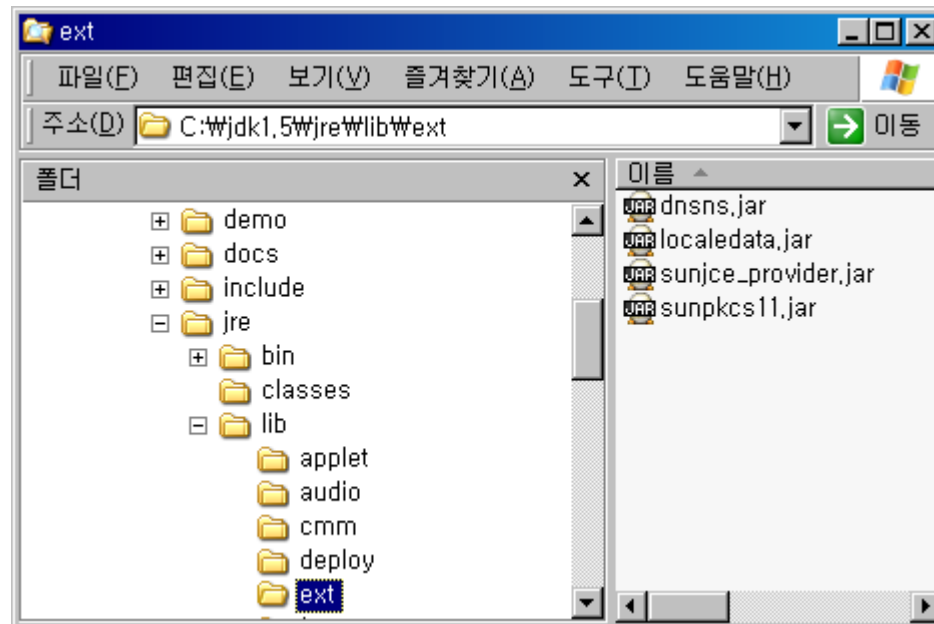 ext
파일(F) 편집(E) 보기(V) 즐겨찾기(A) 도구(T) 도움말(H)
주소(D) C:₩jdk1.5₩jre₩lib₩ext 이동
폴더
demo
docs
include
jre
bin
classes
lib
applet
audio
cmm
deploy
ext
이름
dnsns.jar
localedata.jar
sunjce_provider.jar
sunpkcs11.jar